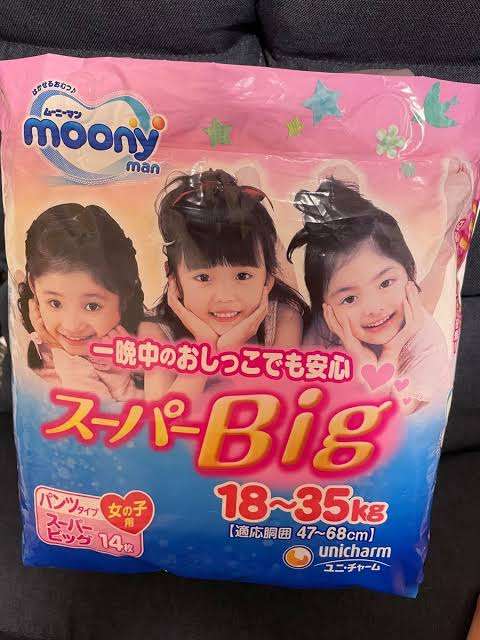 はかせるおむつ♪
ムーニーマン
moony
man
一晩中のおしっこでも安心
スーパーBig
18~35kg
【適応胴囲 47~68cm】
パンツタイプ
女の子用
スーパー
ビッグ 14枚
unicharm
ユニ・チャーム